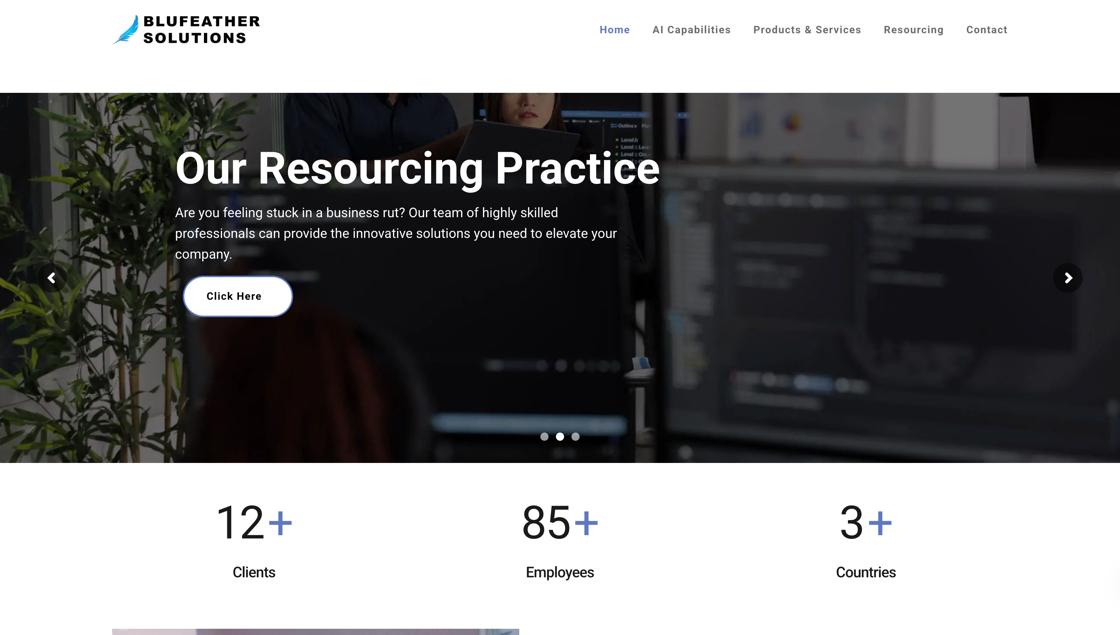 BLUFEATHER
SOLUTIONS
Home AI Capabilities Products & Services Resourcing Contact
Our Resourcing Practice
Are you feeling stuck in a business rut? Our team of highly skilled
professionals can provide the innovative solutions you need to elevate your
company.
Click Here
12+ 85+ 3+
Clients Employees Countries